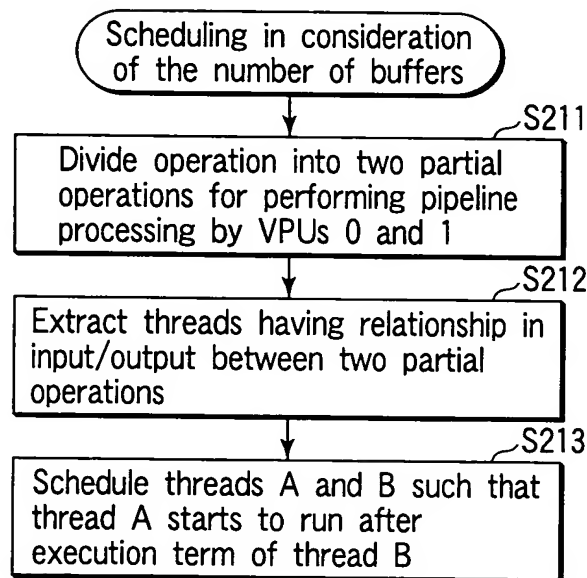 Scheduling in consideration
of the number of buffers
S211
Divide operation into two partial
operations for performing pipeline
processing by VPUs 0 and 1
S212
Extract threads having relationship in
input/output between two partial
operations
S213
Schedule threads A and B such that
thread A starts to run after
execution term of thread B